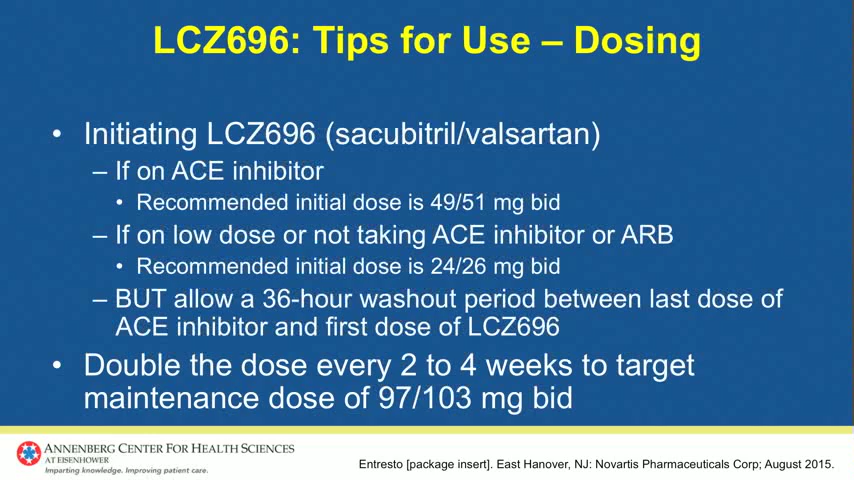 LCZ696: Tips for Use – Dosing
• Initiating LCZ696 (sacubitril/valsartan)
– If on ACE inhibitor
• Recommended initial dose is 49/51 mg bid
– If on low dose or not taking ACE inhibitor or ARB
• Recommended initial dose is 24/26 mg bid
– BUT allow a 36-hour washout period between last dose of
ACE inhibitor and first dose of LCZ696
• Double the dose every 2 to 4 weeks to target
maintenance dose of 97/103 mg bid
ANNENBERG CENTER FOR HEALTH SCIENCES
AT EISENHOWER
Imparting knowledge. Improving patient care.
Entresto [package insert]. East Hanover, NJ: Novartis Pharmaceuticals Corp; August 2015.